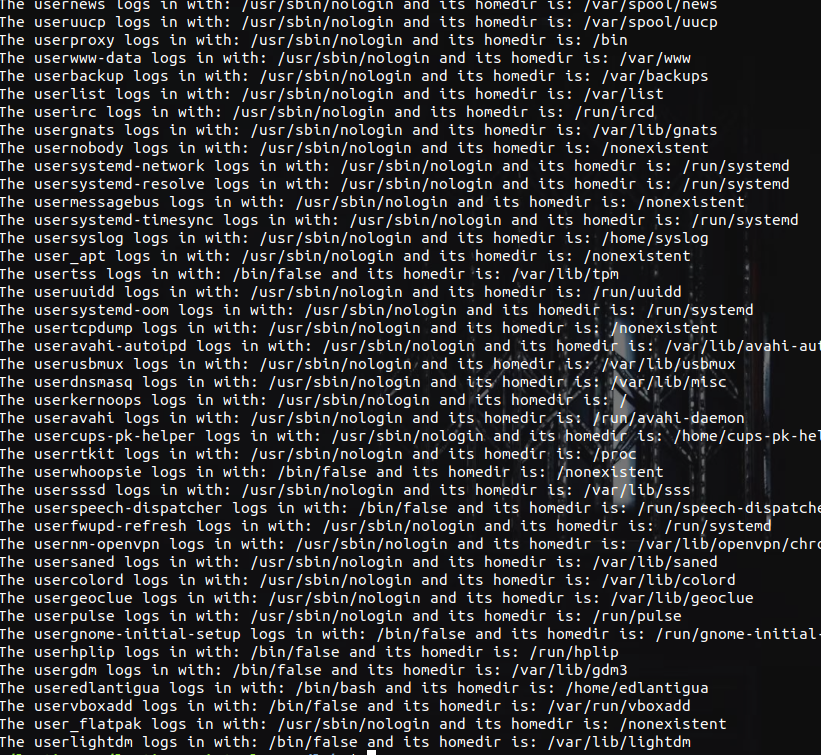 The usernews logs in with: /usr/sbin/nologin and its homedir is: /var/spool/news
The useruucp logs in with: /usr/sbin/nologin and its homedir is: /var/spool/uucp
The userproxy logs in with: /usr/sbin/nologin and its homedir is: /bin
The userwww-data logs in with: /usr/sbin/nologin and its homedir is: /var/www
The userbackup logs in with: /usr/sbin/nologin and its homedir is: /var/backups
The userlist logs in with: /usr/sbin/nologin and its homedir is: /var/list
The userirc logs in with: /usr/sbin/nologin and its homedir is: /run/ircd
The usergnats logs in with: /usr/sbin/nologin and its homedir is: /var/lib/gnats
The usernobody logs in with: /usr/sbin/nologin and its homedir is: /nonexistent
The usersystemd-network logs in with: /usr/sbin/nologin and its homedir is: /run/systemd
The usersystemd-resolve logs in with: /usr/sbin/nologin and its homedir is: /run/systemd
The usermessagebus logs in with: /usr/sbin/nologin and its homedir is: /nonexistent
The usersystemd-timesync logs in with: /usr/sbin/nologin and its homedir is: /run/systemd
The usersyslog logs in with: /usr/sbin/nologin and its homedir is: /home/syslog
The user_apt logs in with: /usr/sbin/nologin and its homedir is: /nonexistent
The usertss logs in with: /bin/false and its homedir is: /var/lib/tpm
The useruuidd logs in with: /usr/sbin/nologin and its homedir is: /run/uuidd
The usersystemd-oom logs in with: /usr/sbin/nologin and its homedir is: /run/systemd
The usertcpdump logs in with: /usr/sbin/nologin and its homedir is: /nonexistent
The useravahi-autoipd logs in with: /usr/sbin/nologin and its homedir is: /var/lib/avahi-aut
The userusbmux logs in with: /usr/sbin/nologin and its homedir is: /var/lib/usbmux
The userdnsmasq logs in with: /usr/sbin/nologin and its homedir is: /var/lib/misc
The userkernoops logs in with: /usr/sbin/nologin and its homedir is: /
The useravahi logs in with: /usr/sbin/nologin and its homedir is: /run/avahi-daemon
The usercups-pk-helper logs in with: /usr/sbin/nologin and its homedir is: /home/cups-pk-hel
The userrtkit logs in with: /usr/sbin/nologin and its homedir is: /proc
The userwhoopsie logs in with: /bin/false and its homedir is: /nonexistent
The usersssd logs in with: /usr/sbin/nologin and its homedir is: /var/lib/sss
The userspeech-dispatcher logs in with: /bin/false and its homedir is: /run/speech-dispatche
The userfwupd-refresh logs in with: /usr/sbin/nologin and its homedir is: /run/systemd
The usernm-openvpn logs in with: /usr/sbin/nologin and its homedir is: /var/lib/openvpn/chro
The usersaned logs in with: /usr/sbin/nologin and its homedir is: /var/lib/saned
The usercolord logs in with: /usr/sbin/nologin and its homedir is: /var/lib/colord
The usergeoclue logs in with: /usr/sbin/nologin and its homedir is: /var/lib/geoclue
The userpulse logs in with: /usr/sbin/nologin and its homedir is: /run/pulse
The usergnome-initial-setup logs in with: /bin/false and its homedir is: /run/gnome-initial-
The userhplip logs in with: /bin/false and its homedir is: /run/hplip
The usergdm logs in with: /bin/false and its homedir is: /var/lib/gdm3
The useredlantigua logs in with: /bin/bash and its homedir is: /home/edlantigua
The uservboxadd logs in with: /bin/false and its homedir is: /var/run/vboxadd
The user_flatpak logs in with: /usr/sbin/nologin and its homedir is: /nonexistent
The userlightdm logs in with: /bin/false and its homedir is: /var/lib/lightdm